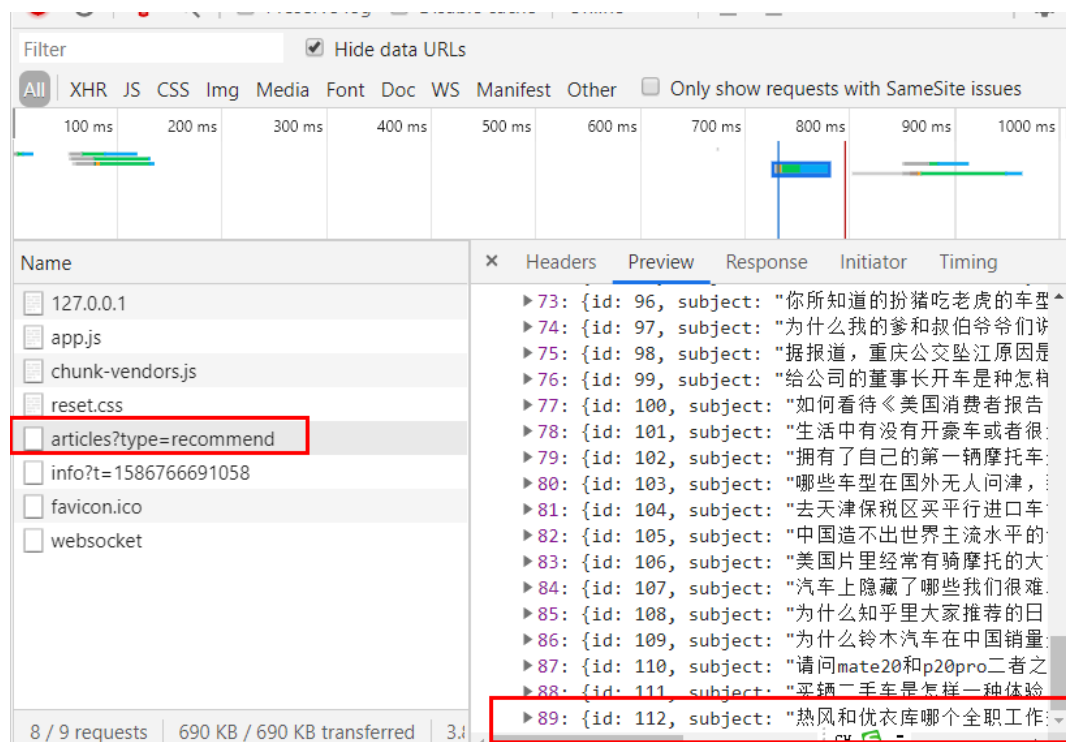 Filter
Hide data URLs
All XHR JS CSS Img Media Font Doc WS Manifest Other Only show requests with SameSite issues
100 ms 200 ms 300 ms 400 ms 500 ms 600 ms 700 ms 800 ms 900 ms 1000 ms
Name
× Headers Preview Response Initiator Timing
127.0.0.1
app.js
chunk-vendors.js
reset.css
articles?type=recommend
info?t=1586766691058
favicon.ico
websocket
▶73: {id: 96, subject: "你所知道的扮猪吃老虎的车型
▶74: {id: 97, subject: "为什么我的爹和叔伯爷爷们说
▶75: {id: 98, subject: "据报道，重庆公交坠江原因是
▶76: {id: 99, subject: "给公司的董事长开车是种怎样
▶77: {id: 100, subject: "如何看待《美国消费者报告
▶78: {id: 101, subject: "生活中有没有开豪车或者很
▶79: {id: 102, subject: "拥有了自己的第一辆摩托车
▶80: {id: 103, subject: "哪些车型在国外无人问津，
▶81: {id: 104, subject: "去天津保税区买平行进口车
▶82: {id: 105, subject: "中国造不出世界主流水平的
▶83: {id: 106, subject: "美国片里经常有骑摩托的大
▶84: {id: 107, subject: "汽车上隐藏了哪些我们很难
▶85: {id: 108, subject: "为什么知乎里大家推荐的日
▶86: {id: 109, subject: "为什么铃木汽车在中国销量
▶87: {id: 110, subject: "请问mate20和p20pro二者之
▶88: {id: 111, subject: "买辆二手车是怎样一种体验
▶89: {id: 112, subject: "热风和优衣库哪个全职工作
8 / 9 requests 690 KB / 690 KB transferred